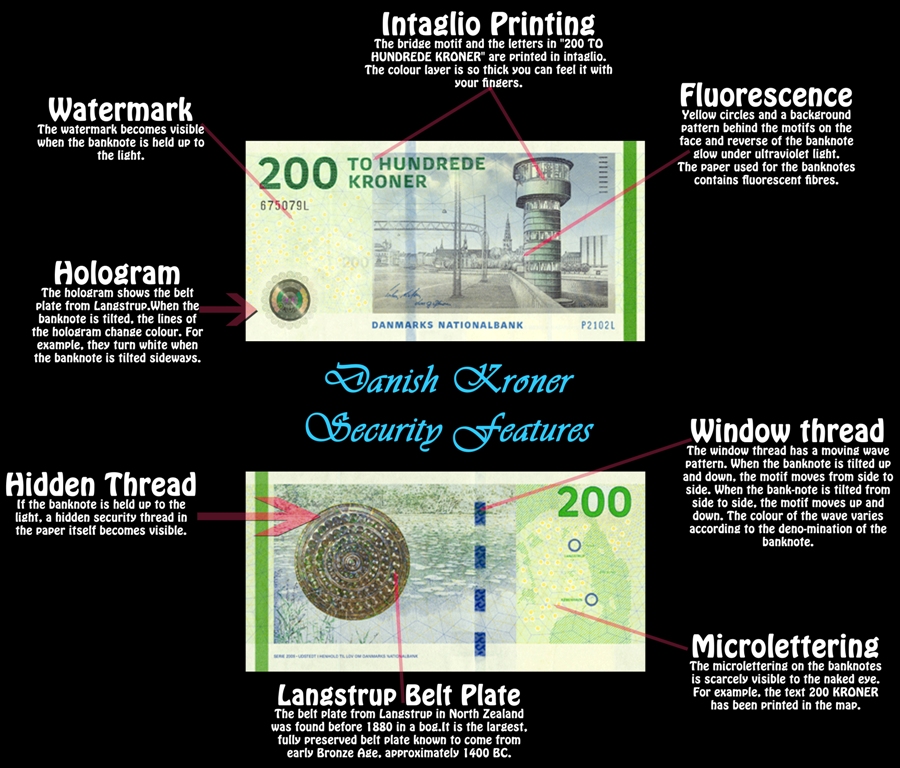 Intaglio Printing
The bridge motif and the letters in "200 TO
HUNDREDE KRONER" are printed in intaglio.
The colour layer is so thick you can feel it with
your fingers.
Watermark
The watermark becomes visible
when the banknote is held up to
the light.
Fluorescence
Yellow circles and a background
pattern behind the motifs on the
face and reverse of the banknote
glow under ultraviolet light.
The paper used for the banknotes
contains fluorescent fibres.
200 TO HUNDREDE
KRONER
675079L
200
DANMARKS NATIONALBANK
P2102L
Hologram
The hologram shows the belt
plate from Langstrup.When the
banknote is tilted, the lines of
the hologram change colour. For
example, they turn white when
the banknote is tilted sideways.
Danish Kroner
Security Features
Window thread
The window thread has a moving wave
pattern. When the banknote is tilted up
and down, the motif moves from side to
side. When the bank-note is tilted from
side to side, the motif moves up and
down. The colour of the wave varies
according to the deno-mination of the
banknote.
Hidden Thread
If the banknote is held up to the
light, a hidden security thread in
the paper itself becomes visible.
200
SERIE 2009 · UDSTEDT I HENHOLD TIL LOV OM DANMARKS NATIONALBANK
Microlettering
The microlettering on the banknotes
is scarcely visible to the naked eye.
For example, the text 200 KRONER
has been printed in the map.
Langstrup Belt Plate
The belt plate from Langstrup in North Zealand
was found before 1880 in a bog.It is the largest,
fully preserved belt plate known to come from
early Bronze Age, approximately 1400 BC.